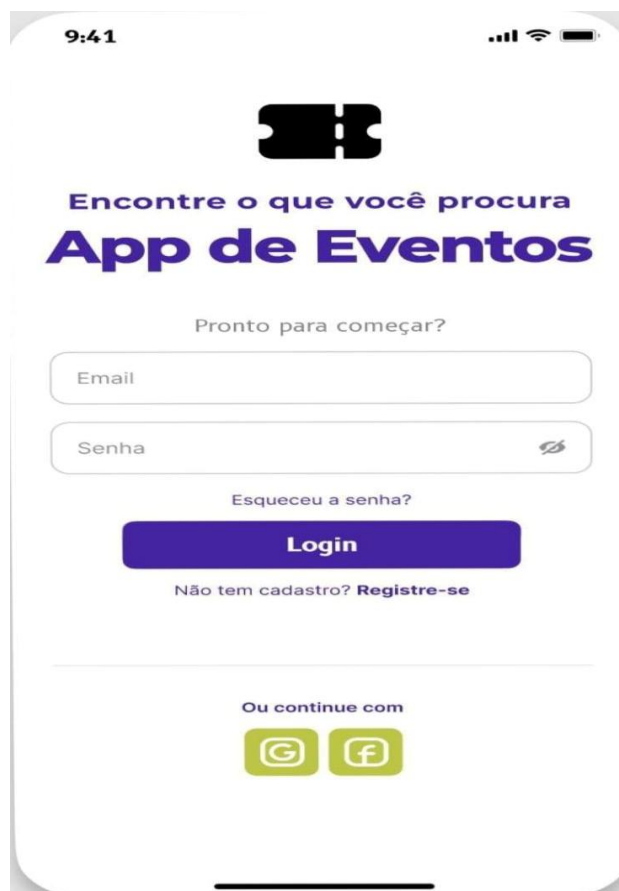 9:41
Encontre o que você procura
App de Eventos
Pronto para começar?
Email
Senha
Esqueceu a senha?
Login
Não tem cadastro? Registre-se
Ou continue com
G f